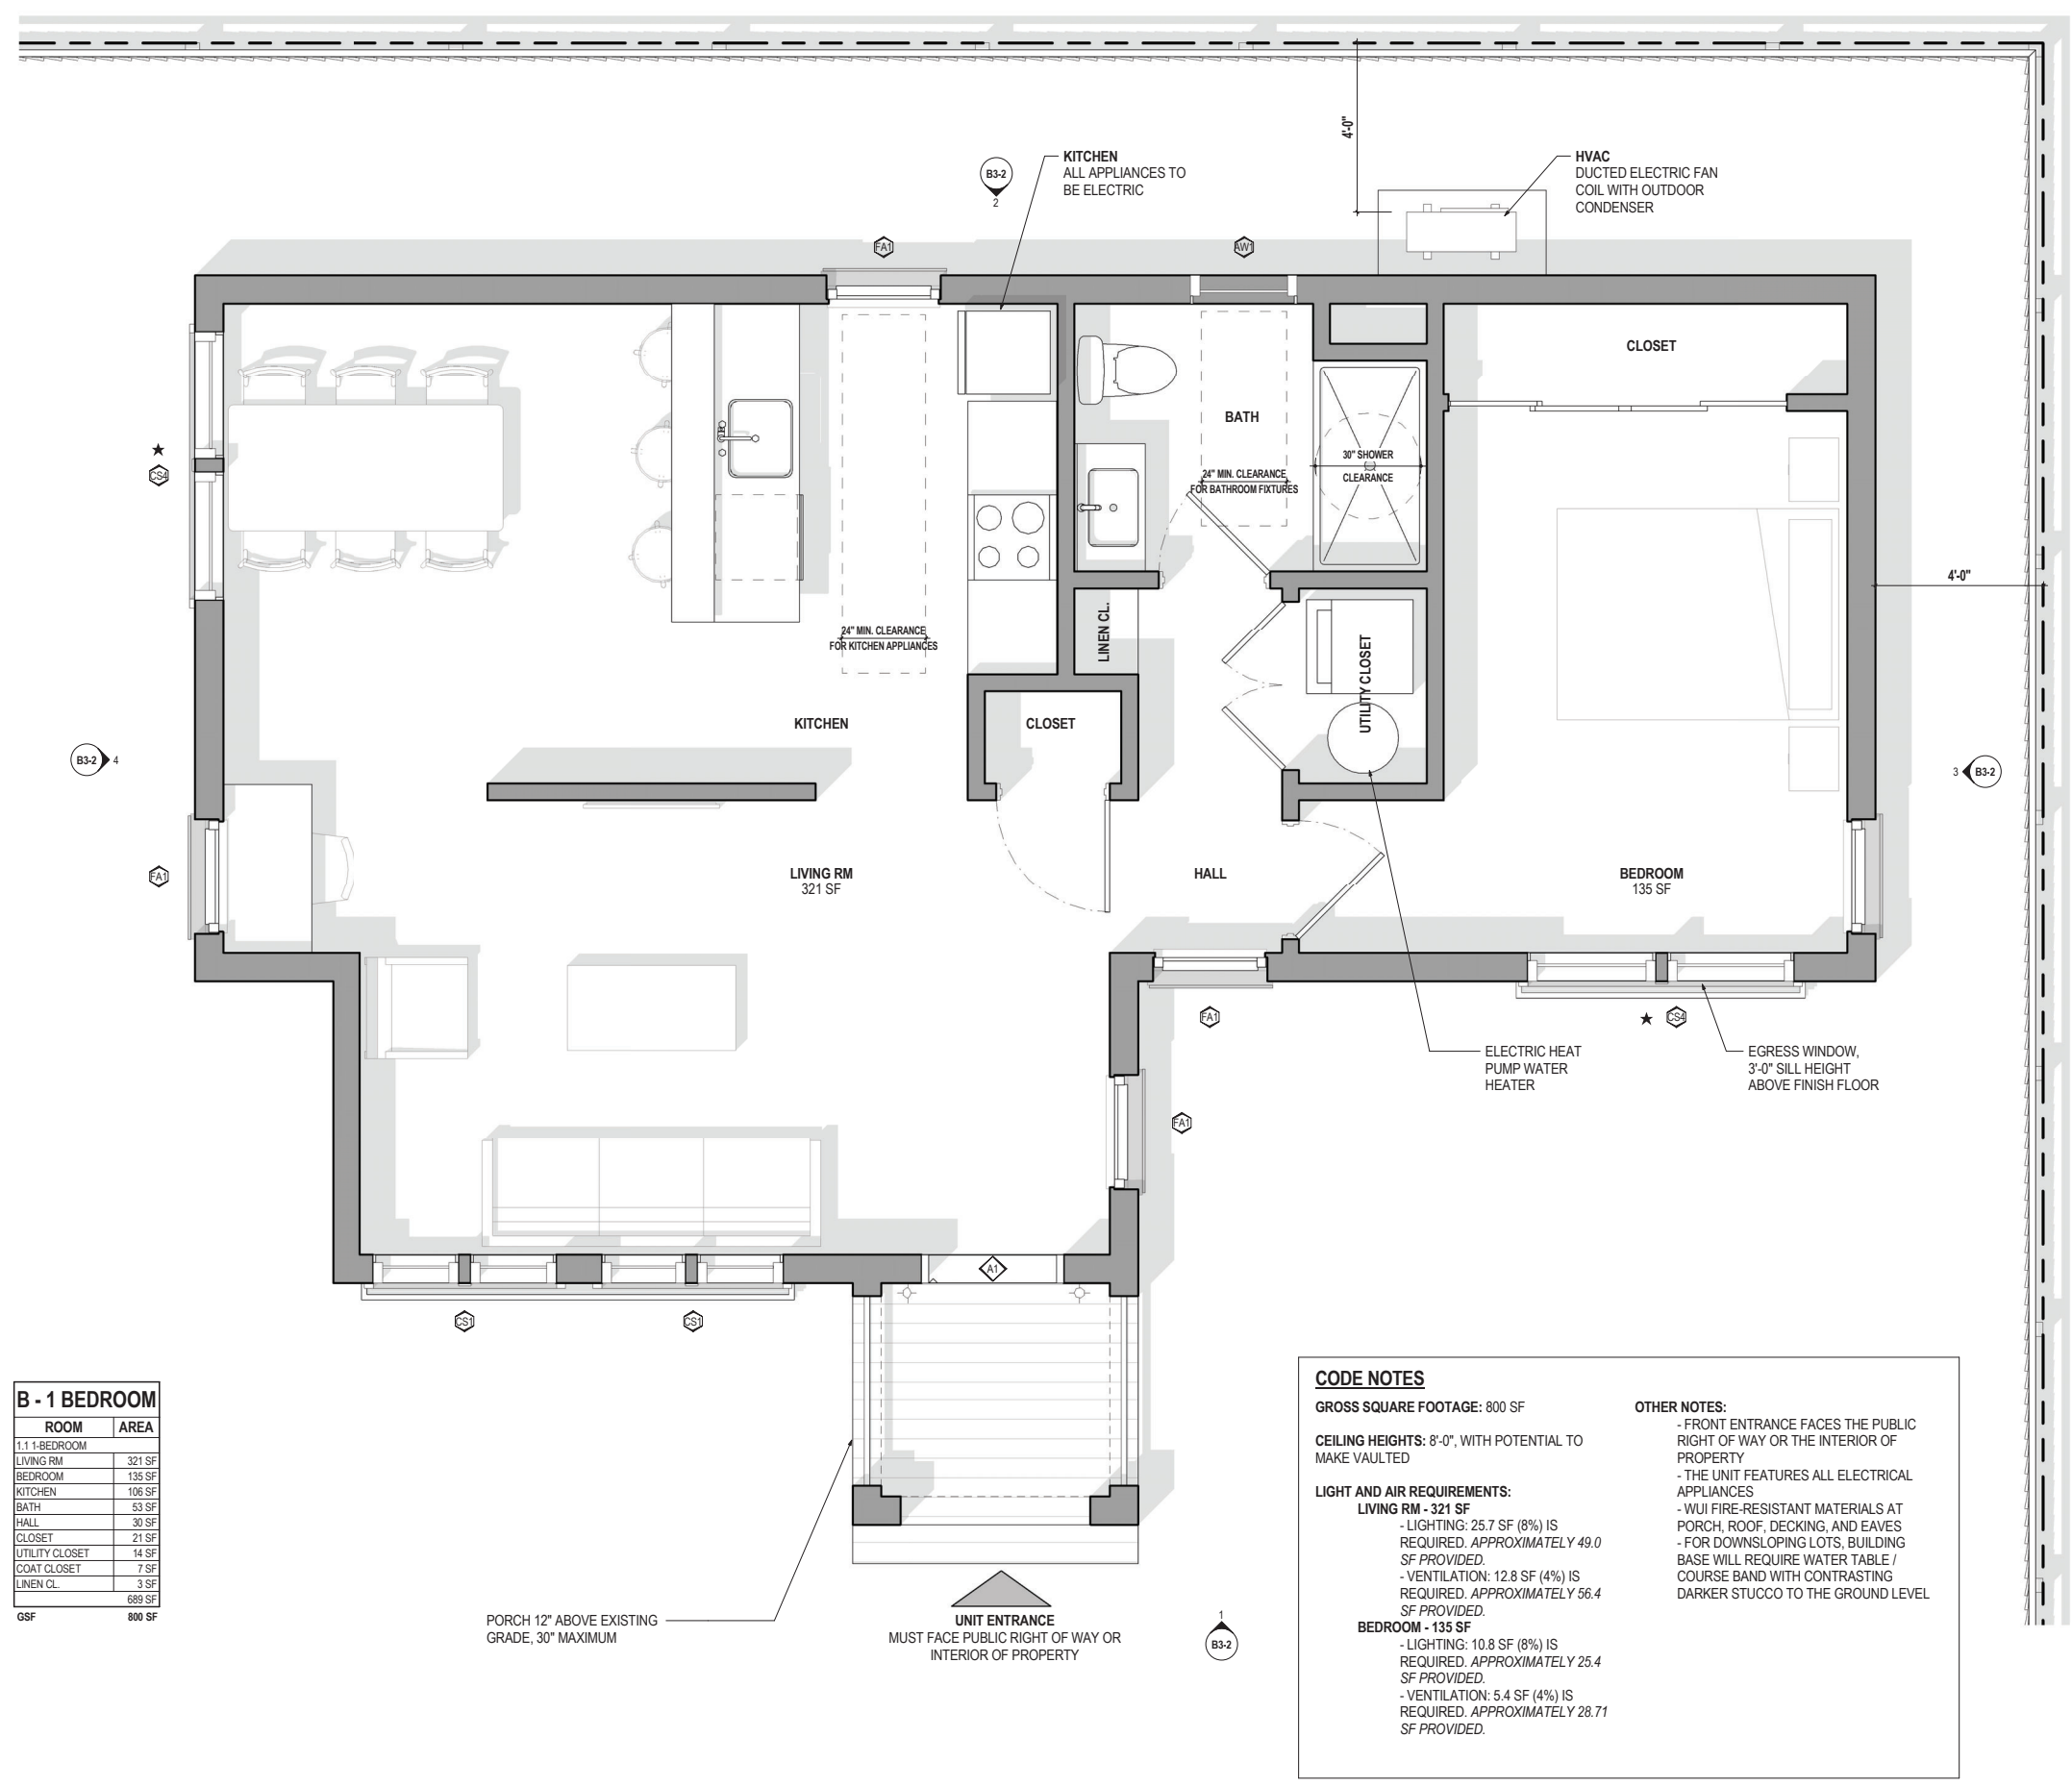 4'-0"
KITCHEN
ALL APPLIANCES TO
BE ELECTRIC
HVAC
DUCTED ELECTRIC FAN
COIL WITH OUTDOOR
CONDENSER
B3-2
2
FA1
AW1
CLOSET
BATH
★
CS4
30" SHOWER
CLEARANCE
24" MIN. CLEARANCE
FOR BATHROOM FIXTURES
4'-0"
24" MIN. CLEARANCE
FOR KITCHEN APPLIANCES
LINEN CL.
UTILITY CLOSET
KITCHEN
CLOSET
B3-2
4
3
B3-2
FA1
LIVING RM
321 SF
HALL
BEDROOM
135 SF
FA1
★
CS4
ELECTRIC HEAT
PUMP WATER
HEATER
EGRESS WINDOW,
3'-0" SILL HEIGHT
ABOVE FINISH FLOOR
FA1
A1
CS1
CS1
B - 1 BEDROOM
ROOM AREA
1.1 1-BEDROOM
LIVING RM 321 SF
BEDROOM 135 SF
KITCHEN 106 SF
BATH 53 SF
HALL 30 SF
CLOSET 21 SF
UTILITY CLOSET 14 SF
COAT CLOSET 7 SF
LINEN CL. 3 SF
689 SF
GSF 800 SF
PORCH 12" ABOVE EXISTING
GRADE, 30" MAXIMUM
UNIT ENTRANCE
MUST FACE PUBLIC RIGHT OF WAY OR
INTERIOR OF PROPERTY
1
B3-2
CODE NOTES
GROSS SQUARE FOOTAGE: 800 SF
CEILING HEIGHTS: 8'-0", WITH POTENTIAL TO
MAKE VAULTED
LIGHT AND AIR REQUIREMENTS:
LIVING RM - 321 SF
- LIGHTING: 25.7 SF (8%) IS
REQUIRED. APPROXIMATELY 49.0
SF PROVIDED.
- VENTILATION: 12.8 SF (4%) IS
REQUIRED. APPROXIMATELY 56.4
SF PROVIDED.
BEDROOM - 135 SF
- LIGHTING: 10.8 SF (8%) IS
REQUIRED. APPROXIMATELY 25.4
SF PROVIDED.
- VENTILATION: 5.4 SF (4%) IS
REQUIRED. APPROXIMATELY 28.71
SF PROVIDED.
OTHER NOTES:
- FRONT ENTRANCE FACES THE PUBLIC
RIGHT OF WAY OR THE INTERIOR OF
PROPERTY
- THE UNIT FEATURES ALL ELECTRICAL
APPLIANCES
- WUI FIRE-RESISTANT MATERIALS AT
PORCH, ROOF, DECKING, AND EAVES
- FOR DOWNSLOPING LOTS, BUILDING
BASE WILL REQUIRE WATER TABLE /
COURSE BAND WITH CONTRASTING
DARKER STUCCO TO THE GROUND LEVEL